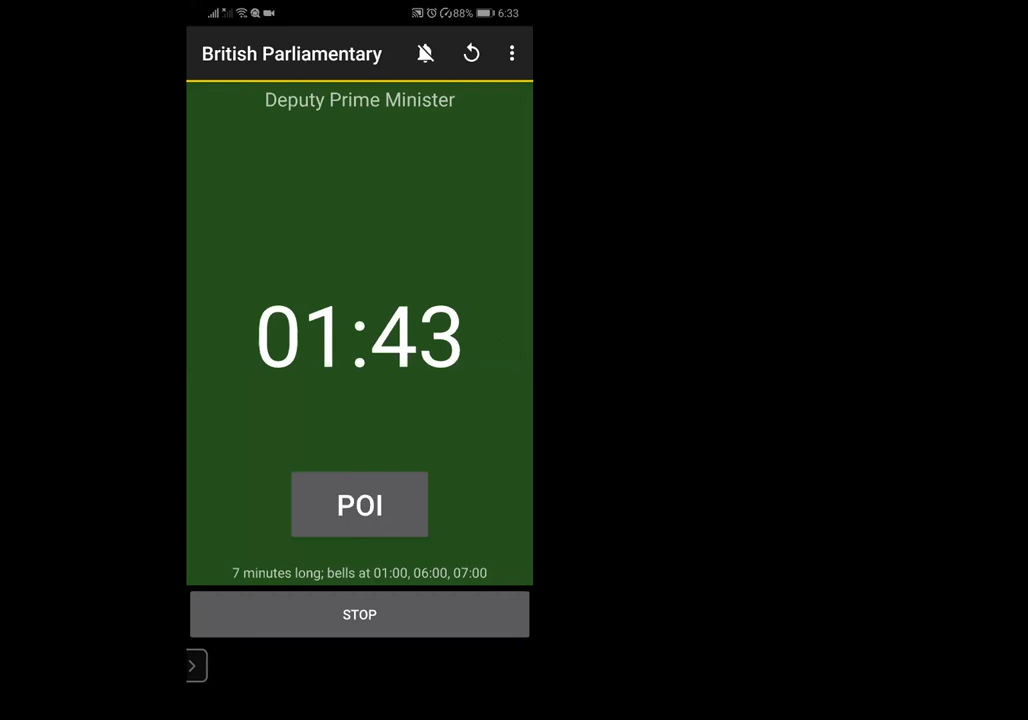 88% 6:33
British Parliamentary
Deputy Prime Minister
01:43
POI
7 minutes long; bells at 01:00, 06:00, 07:00
STOP